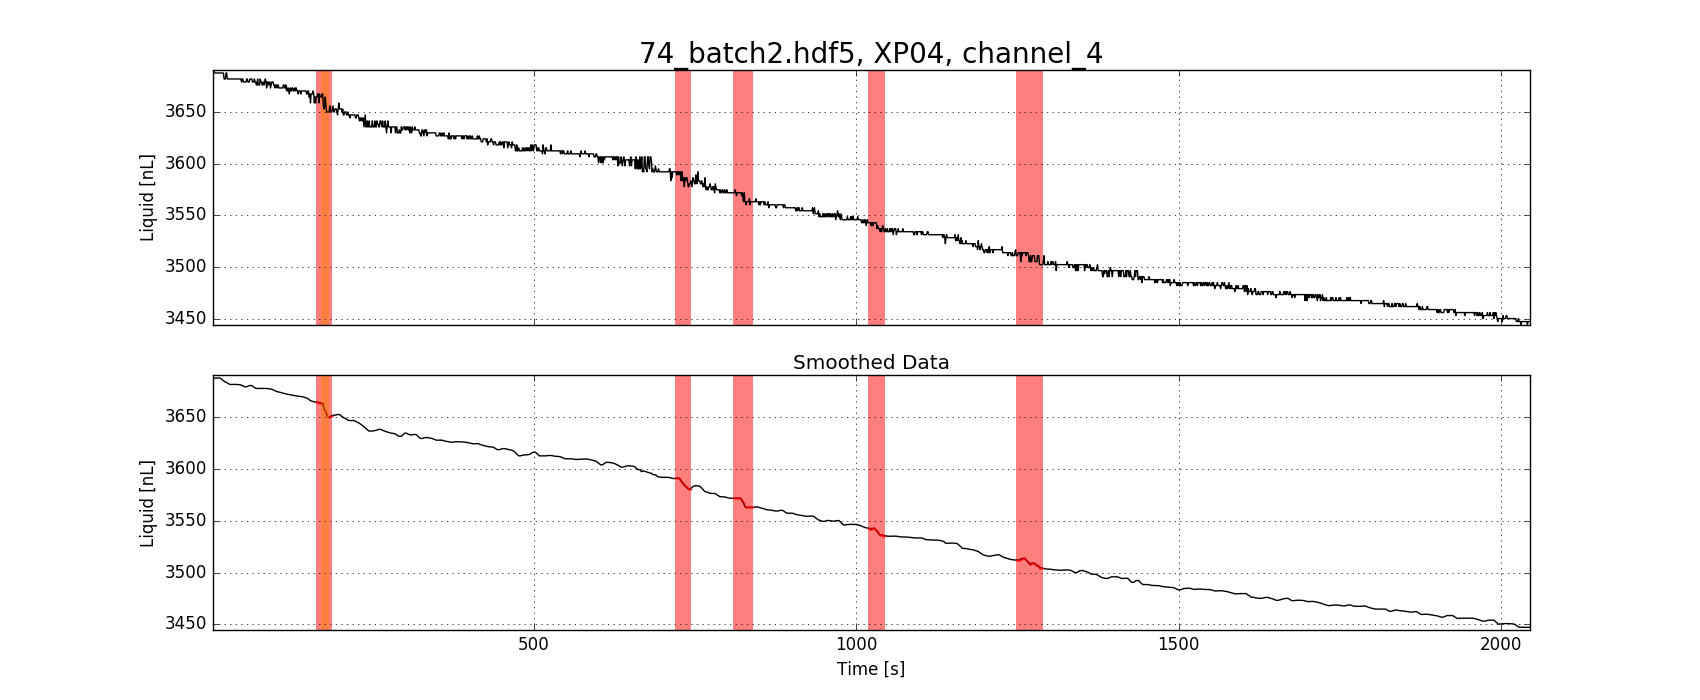 74_batch2.hdf5, XP04, channel_4
3650
3600
3550
3500
3450
Liquid [nL]
Smoothed Data
3650
3600
3550
3500
3450
Liquid [nL]
500 1000 1500 2000
Time [s]